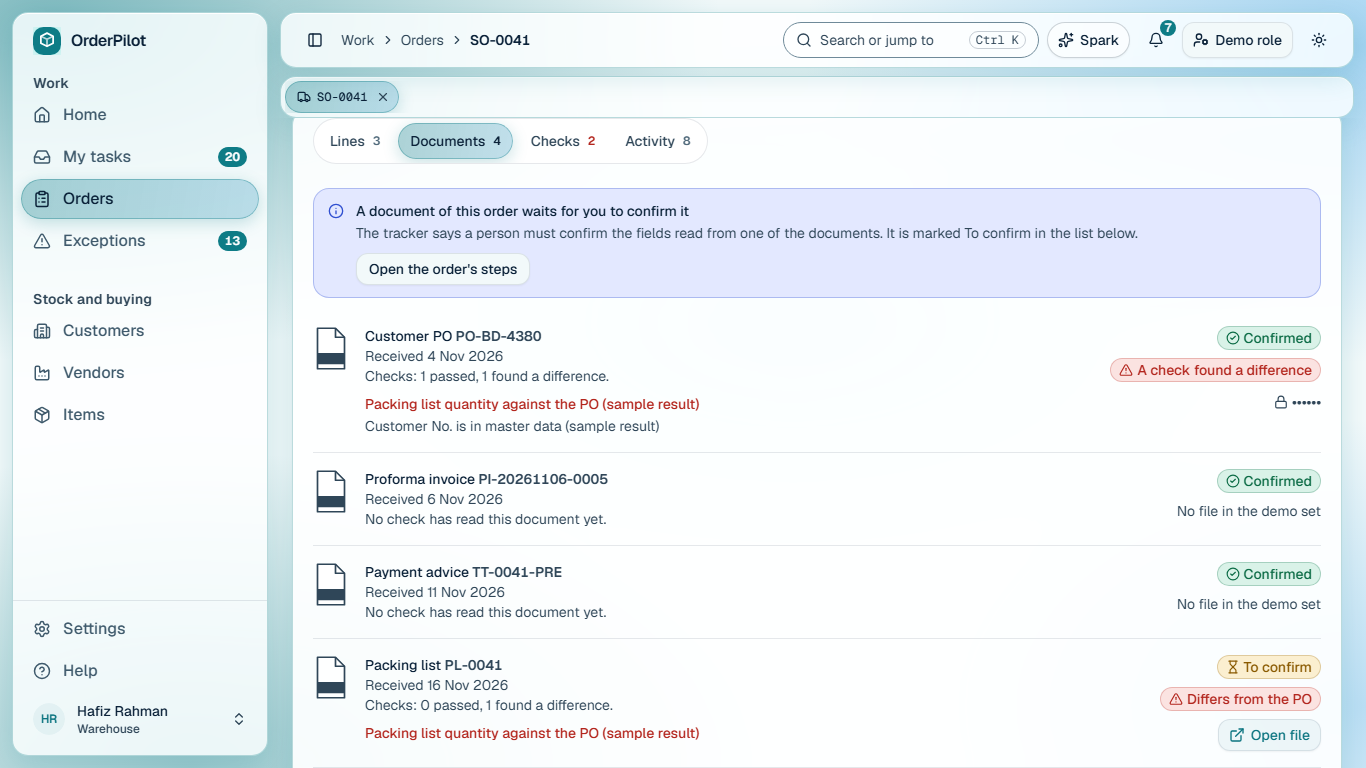 OrderPilot
Work
Home
My tasks 20
Orders
Exceptions 13
Stock and buying
Customers
Vendors
Items
Settings
Help
HR Hafiz Rahman
Warehouse
Work > Orders > SO-0041
Search or jump to Ctrl K
Spark
7
Demo role
SO-0041
Lines 3 Documents 4 Checks 2 Activity 8
A document of this order waits for you to confirm it
The tracker says a person must confirm the fields read from one of the documents. It is marked To confirm in the list below.
Open the order's steps
Customer PO PO-BD-4380 Confirmed
Received 4 Nov 2026
Checks: 1 passed, 1 found a difference. A check found a difference
Packing list quantity against the PO (sample result) ••••••
Customer No. is in master data (sample result)
Proforma invoice PI-20261106-0005 Confirmed
Received 6 Nov 2026
No check has read this document yet. No file in the demo set
Payment advice TT-0041-PRE Confirmed
Received 11 Nov 2026
No check has read this document yet. No file in the demo set
Packing list PL-0041 To confirm
Received 16 Nov 2026
Checks: 0 passed, 1 found a difference. Differs from the PO
Packing list quantity against the PO (sample result) Open file